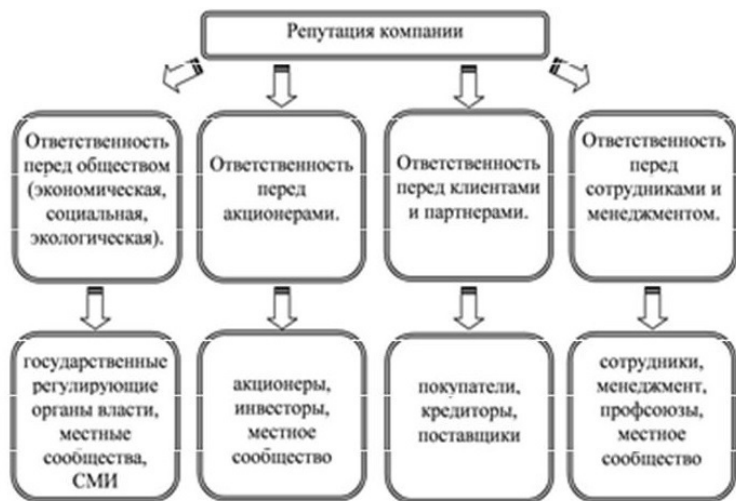 Репутация компании
Ответственность
перед обществом
(экономическая,
социальная,
экологическая).
Ответственность
перед
акционерами.
Ответственность
перед клиентами
и партнерами.
Ответственность
перед
сотрудниками и
менеджментом.
государственные
регулирующие
органы власти,
местные
сообщества,
СМИ
акционеры,
инвесторы,
местное
сообщество
покупатели,
кредиторы,
поставщики
сотрудники,
менеджмент,
профсоюзы,
местное
сообщество